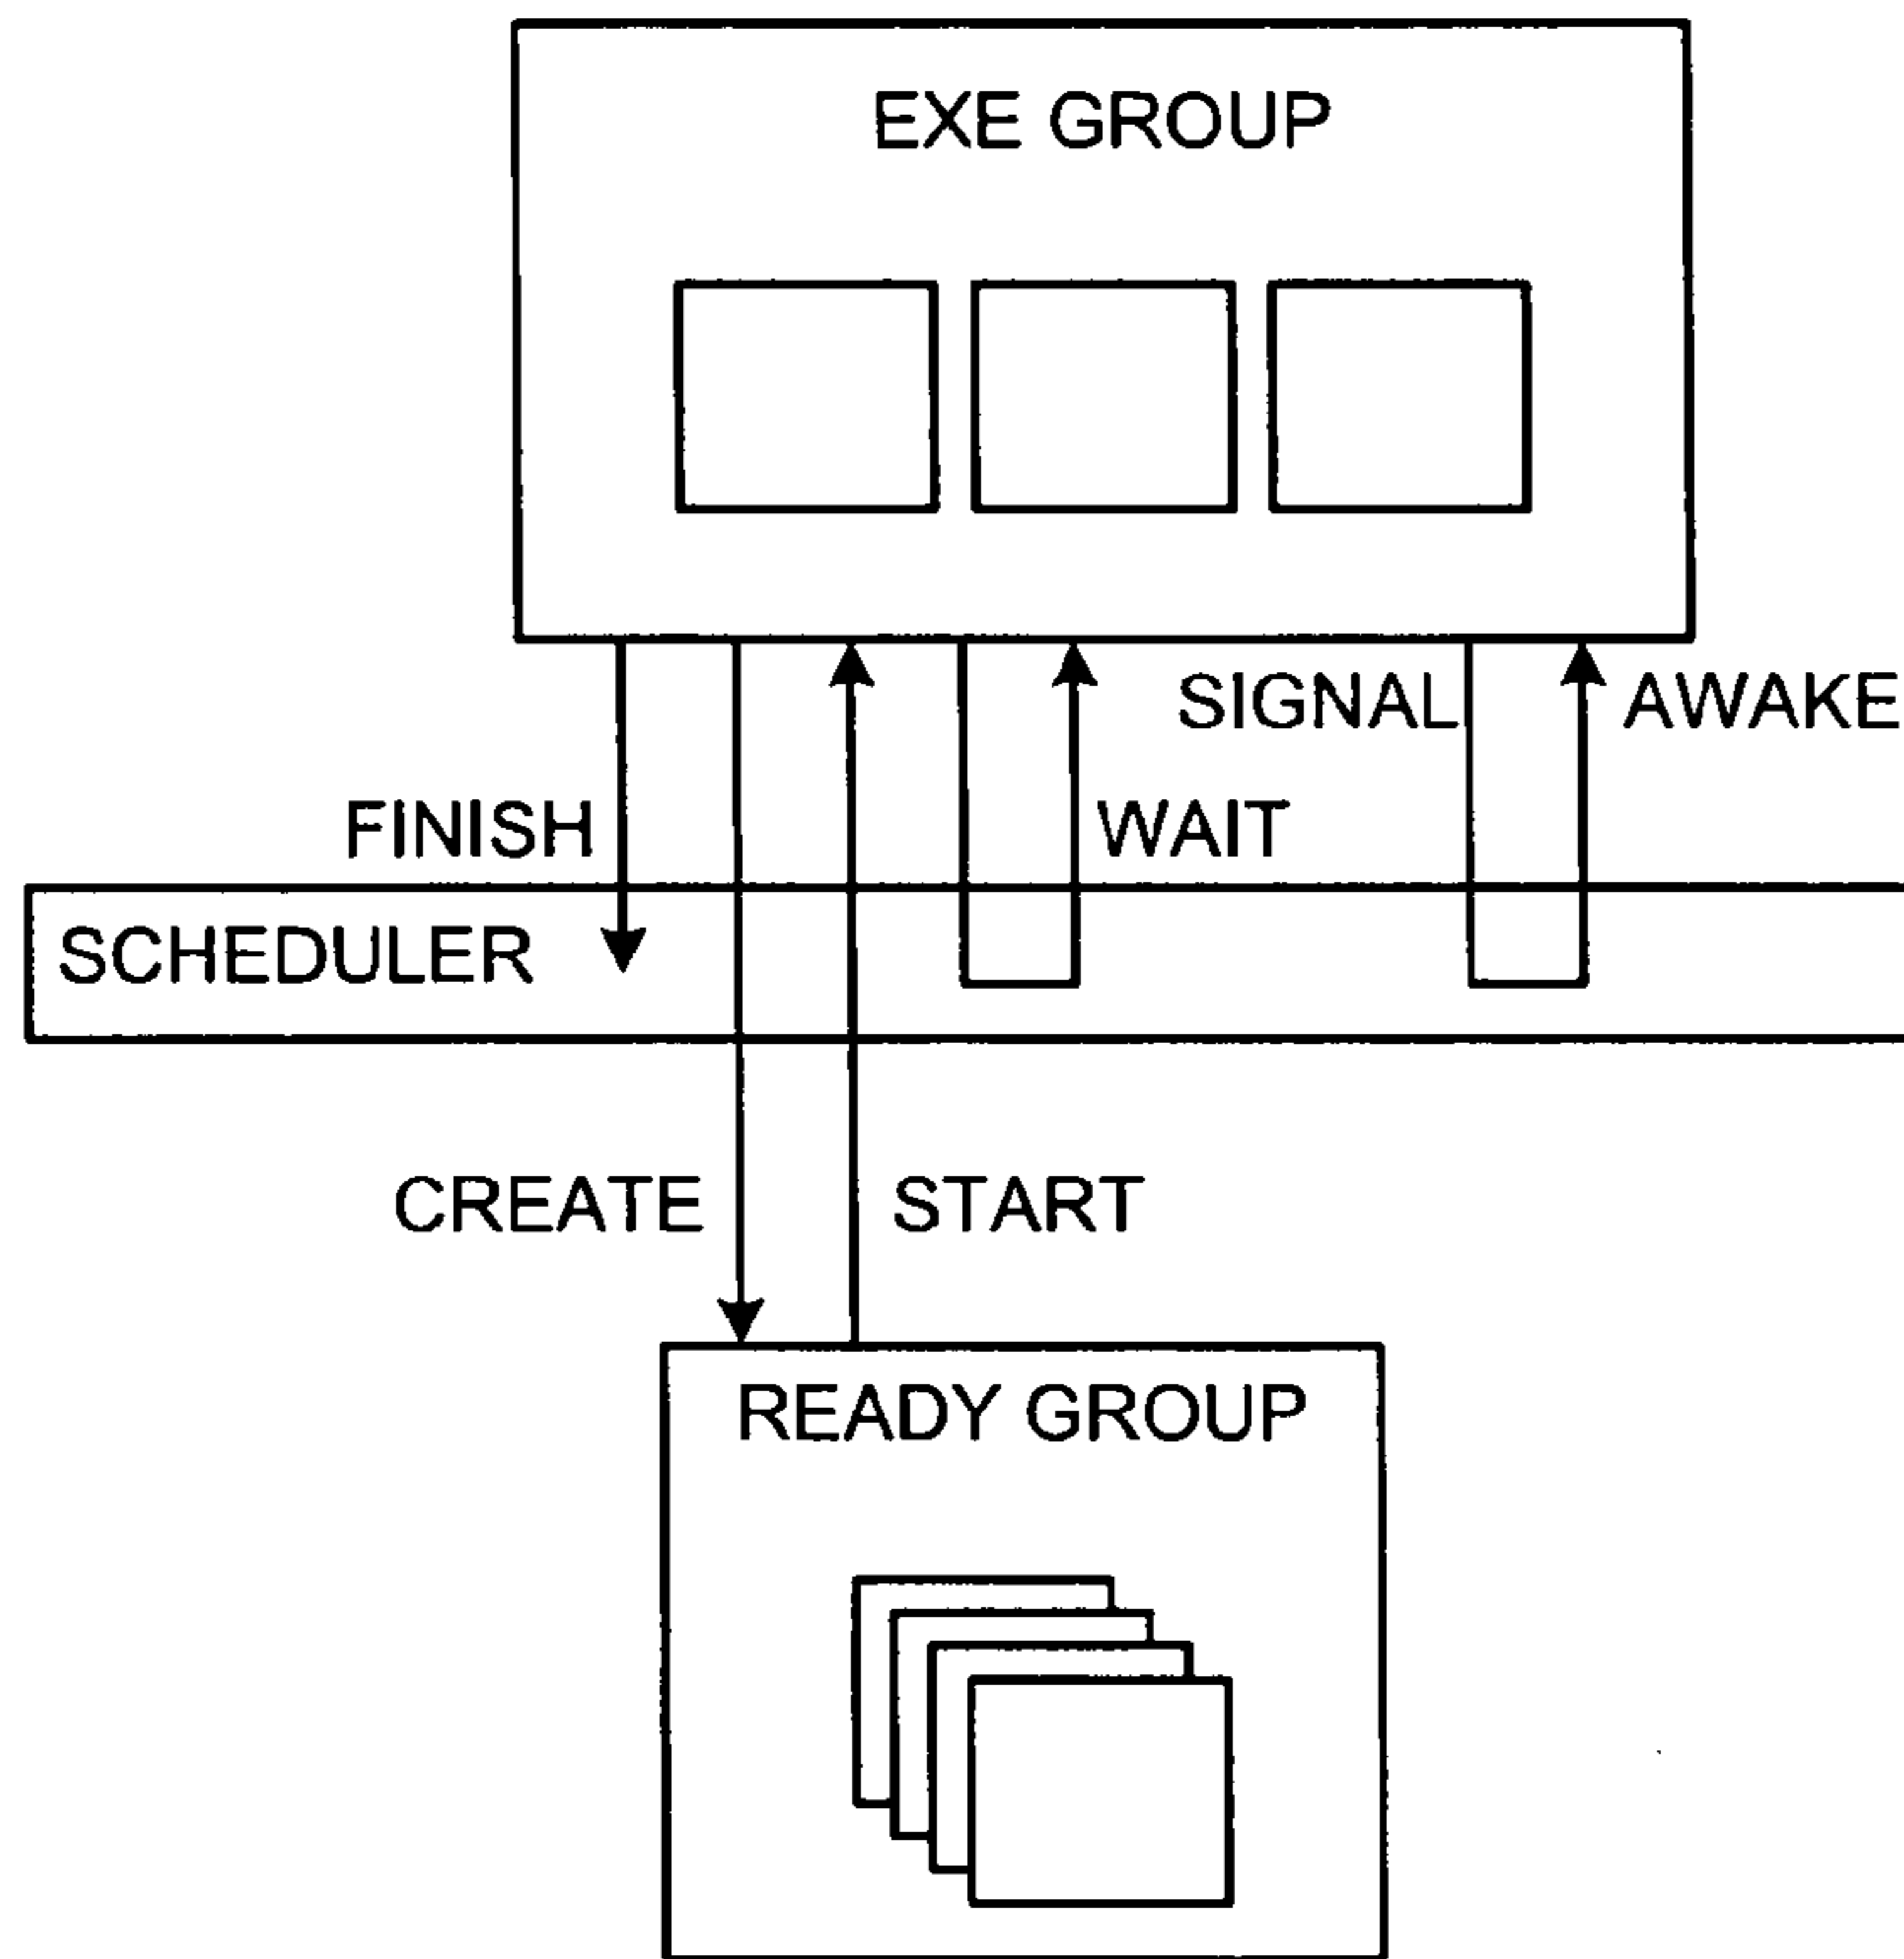 EXE GROUP
SIGNAL
AWAKE
FINISH
WAIT
SCHEDULER
CREATE
START
READY GROUP